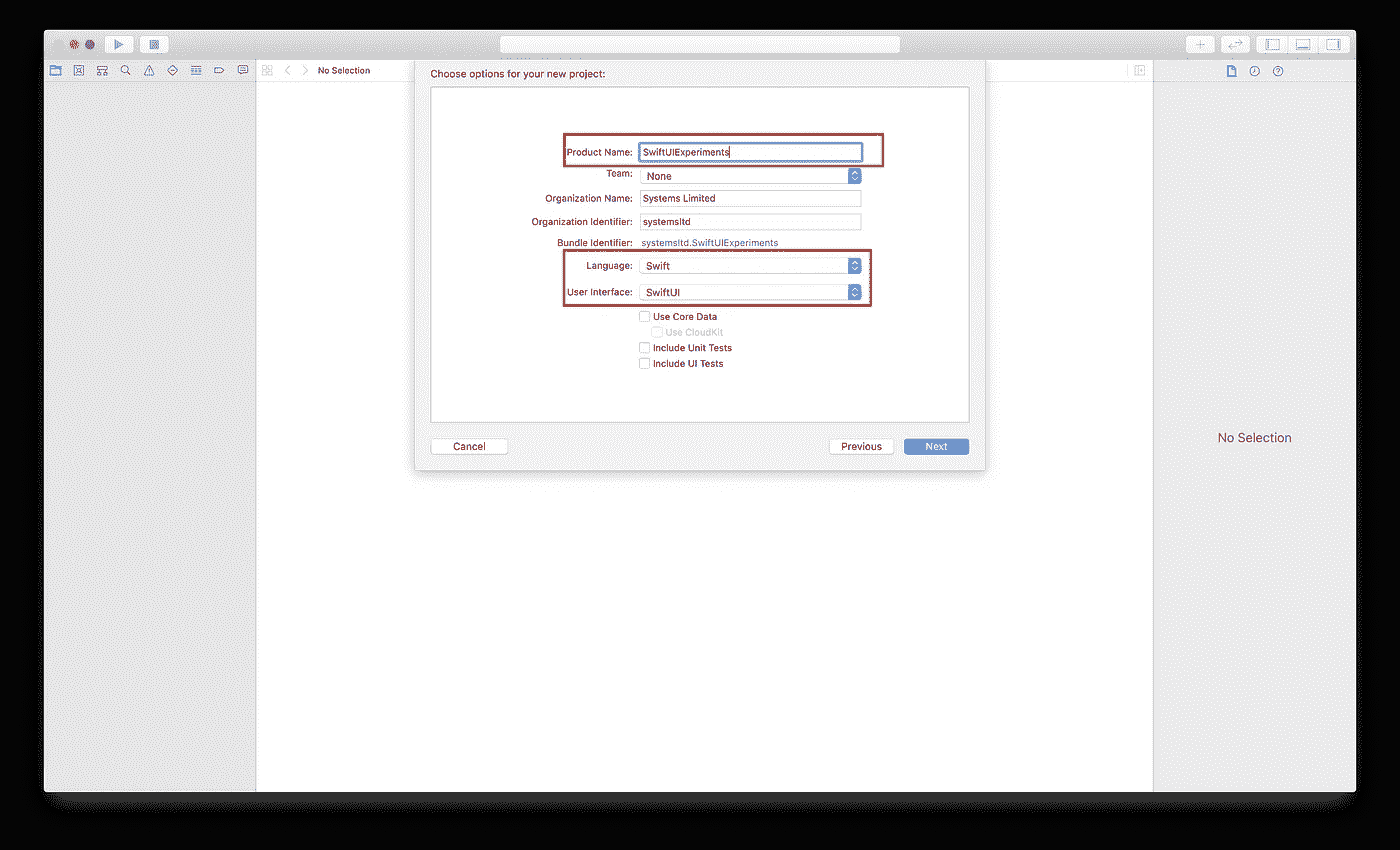 No Selection
Choose options for your new project:
Product Name: SwiftUIExperiments
Team: None
Organization Name: Systems Limited
Organization Identifier: systemsltd
Bundle Identifier: systemsltd.SwiftUIExperiments
Language: Swift
User Interface: SwiftUI
Use Core Data
Use CloudKit
Include Unit Tests
Include UI Tests
Cancel Previous Next
No Selection